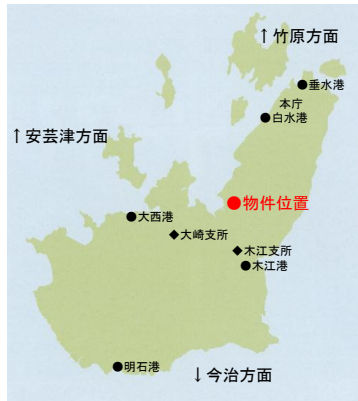 ↑竹原方面
●垂水港
本庁
●白水港
↑安芸津方面
●物件位置
●大西港
◆大崎支所
◆木江支所
●木江港
●明石港
↓今治方面